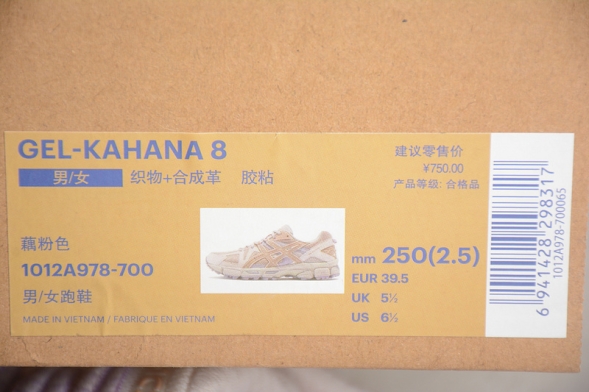 GEL-KAHANA 8
男/女 织物+合成革 胶粘
建议零售价
¥750.00
产品等级: 合格品
藕粉色
1012A978-700
男/女跑鞋
MADE IN VIETNAM / FABRIQUE EN VIETNAM
mm 250(2.5)
EUR 39.5
UK 5½
US 6½
6 941428 298317
1012A978-700065